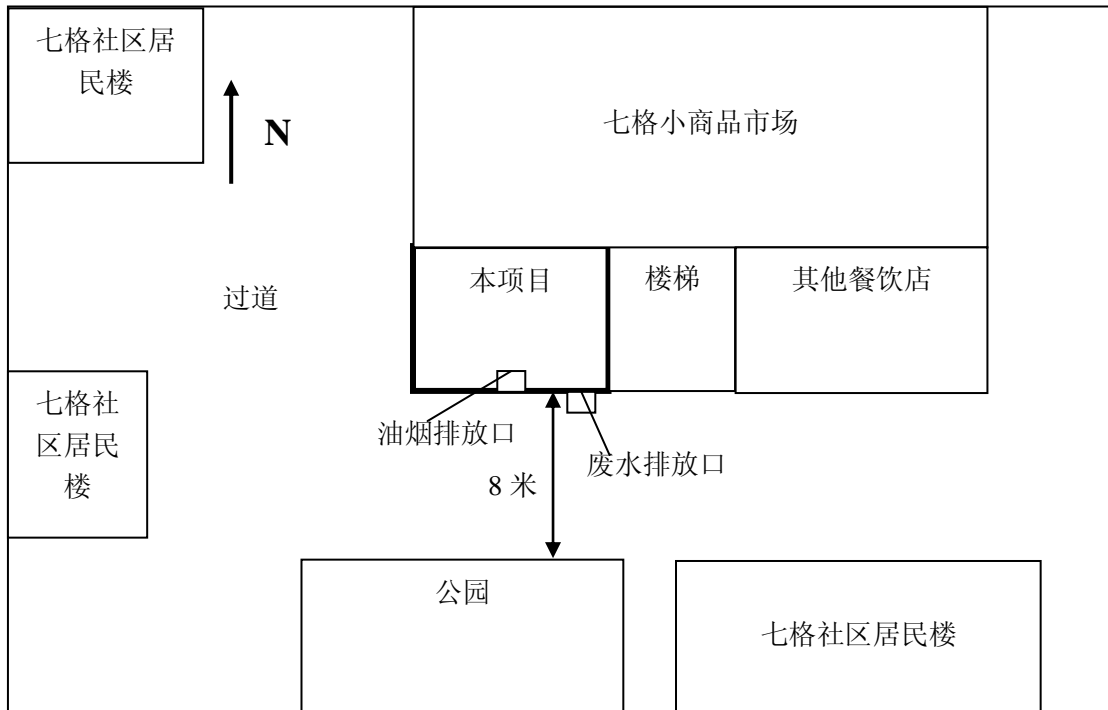 七格社区居
民楼
N
七格小商品市场
过道
本项目
楼梯
其他餐饮店
七格社
区居民
楼
油烟排放口
废水排放口
8 米
公园
七格社区居民楼